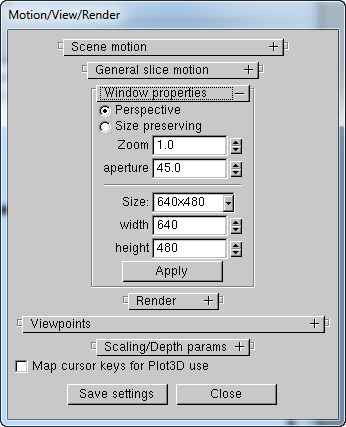 Motion/View/Render
Scene motion +
General slice motion +
Window properties −
Perspective
Size preserving
Zoom 1.0
aperture 45.0
Size: 640x480
width 640
height 480
Apply
Render +
Viewpoints +
Scaling/Depth params +
Map cursor keys for Plot3D use
Save settings Close